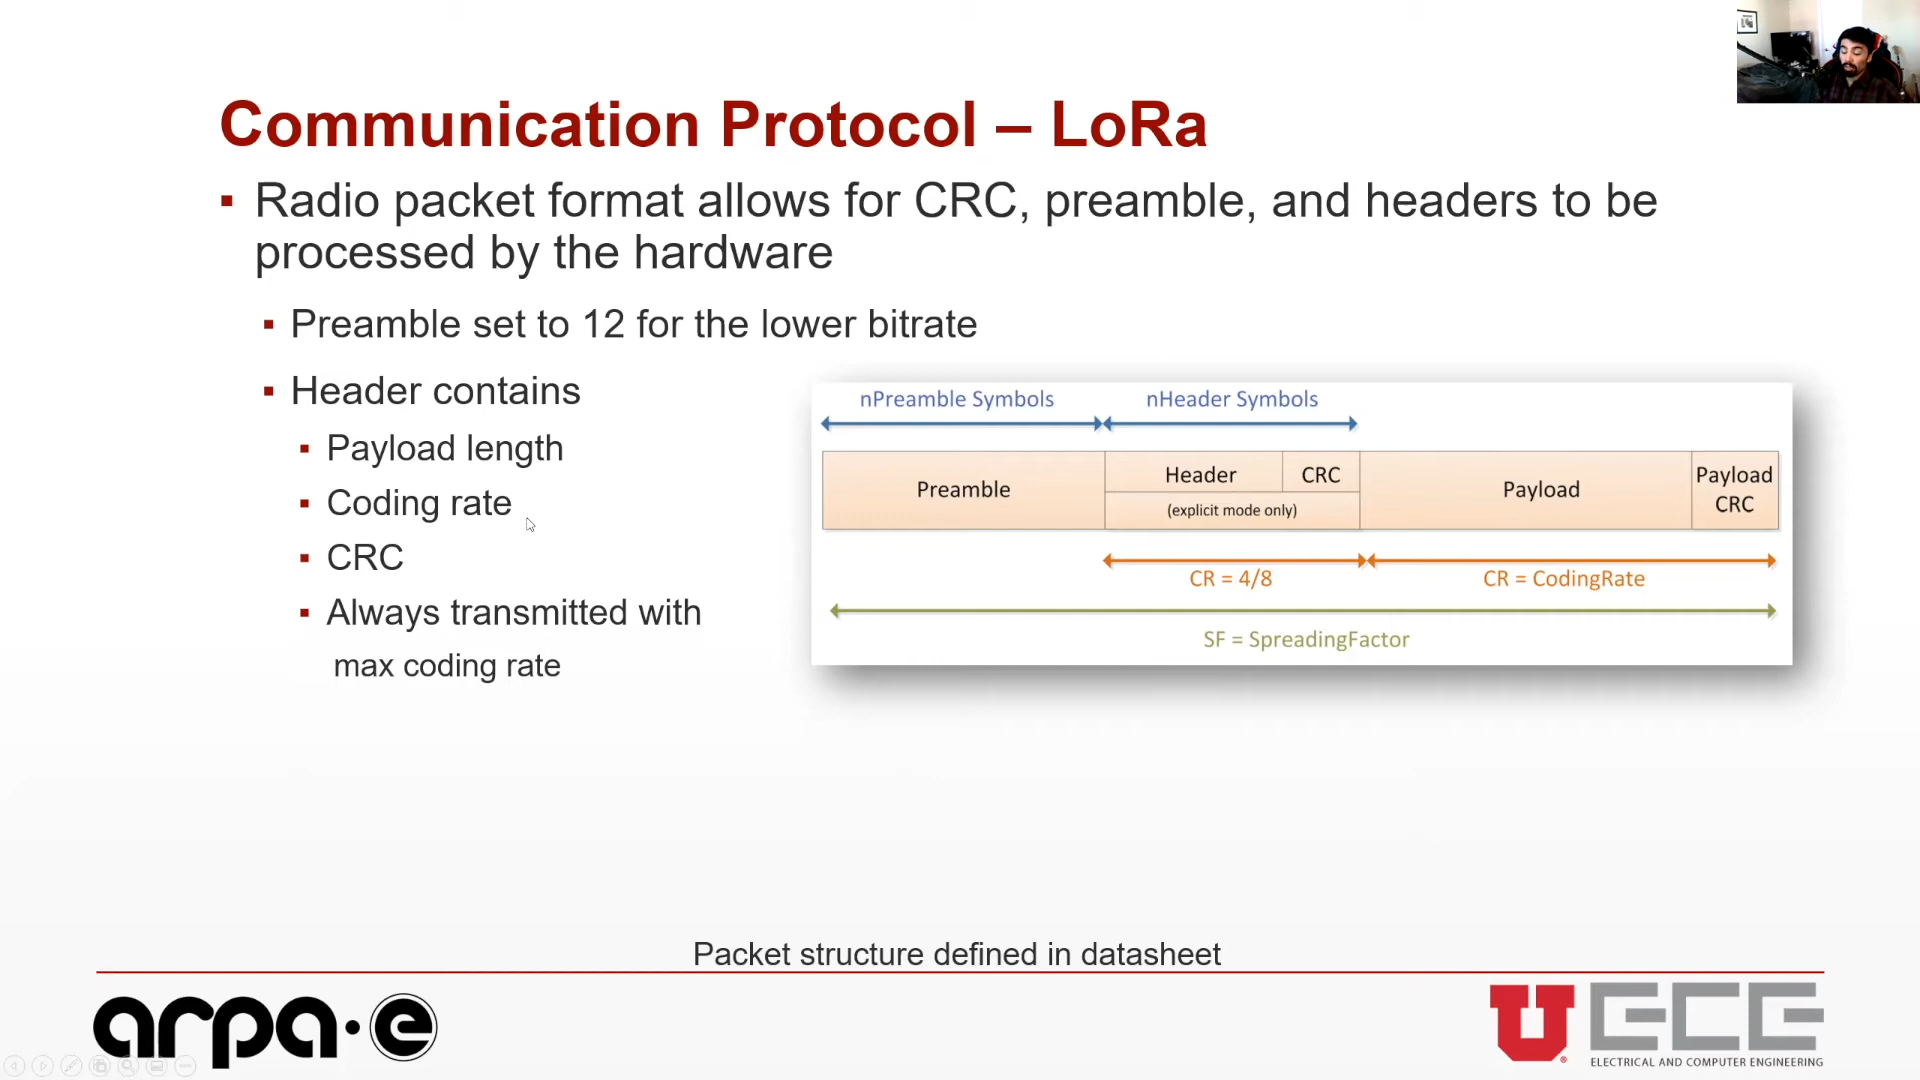 Communication Protocol – LoRa
Radio packet format allows for CRC, preamble, and headers to be
processed by the hardware
Preamble set to 12 for the lower bitrate
Header contains
Payload length
Coding rate
CRC
Always transmitted with
max coding rate
nPreamble Symbols
nHeader Symbols
Preamble
Header
CRC
(explicit mode only)
Payload
Payload
CRC
CR = 4/8
CR = CodingRate
SF = SpreadingFactor
Packet structure defined in datasheet
arpa·e
U ECE
ELECTRICAL AND COMPUTER ENGINEERING